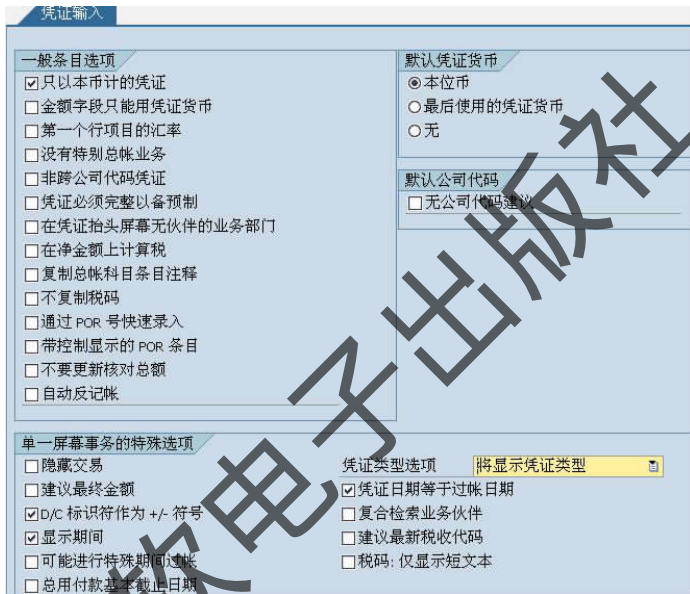 凭证输入
一般条目选项
只以本币计的凭证
金额字段只能用凭证货币
第一个行项目的汇率
没有特别总帐业务
非跨公司代码凭证
凭证必须完整以备预制
在凭证抬头屏幕无伙伴的业务部门
在净金额上计算税
复制总帐科目条目注释
不复制税码
通过 POR 号快速录入
带控制显示的 POR 条目
不要更新核对总额
自动反记帐
默认凭证货币
本位币
最后使用的凭证货币
无
默认公司代码
无公司代码建议
单一屏幕事务的特殊选项
隐藏交易
建议最终金额
D/C 标识符作为 +/- 符号
显示期间
可能进行特殊期间过帐
总用付款基本截止日期
凭证类型选项 将显示凭证类型
凭证日期等于过帐日期
复合检索业务伙伴
建议最新税收代码
税码: 仅显示短文本
软电子出版社